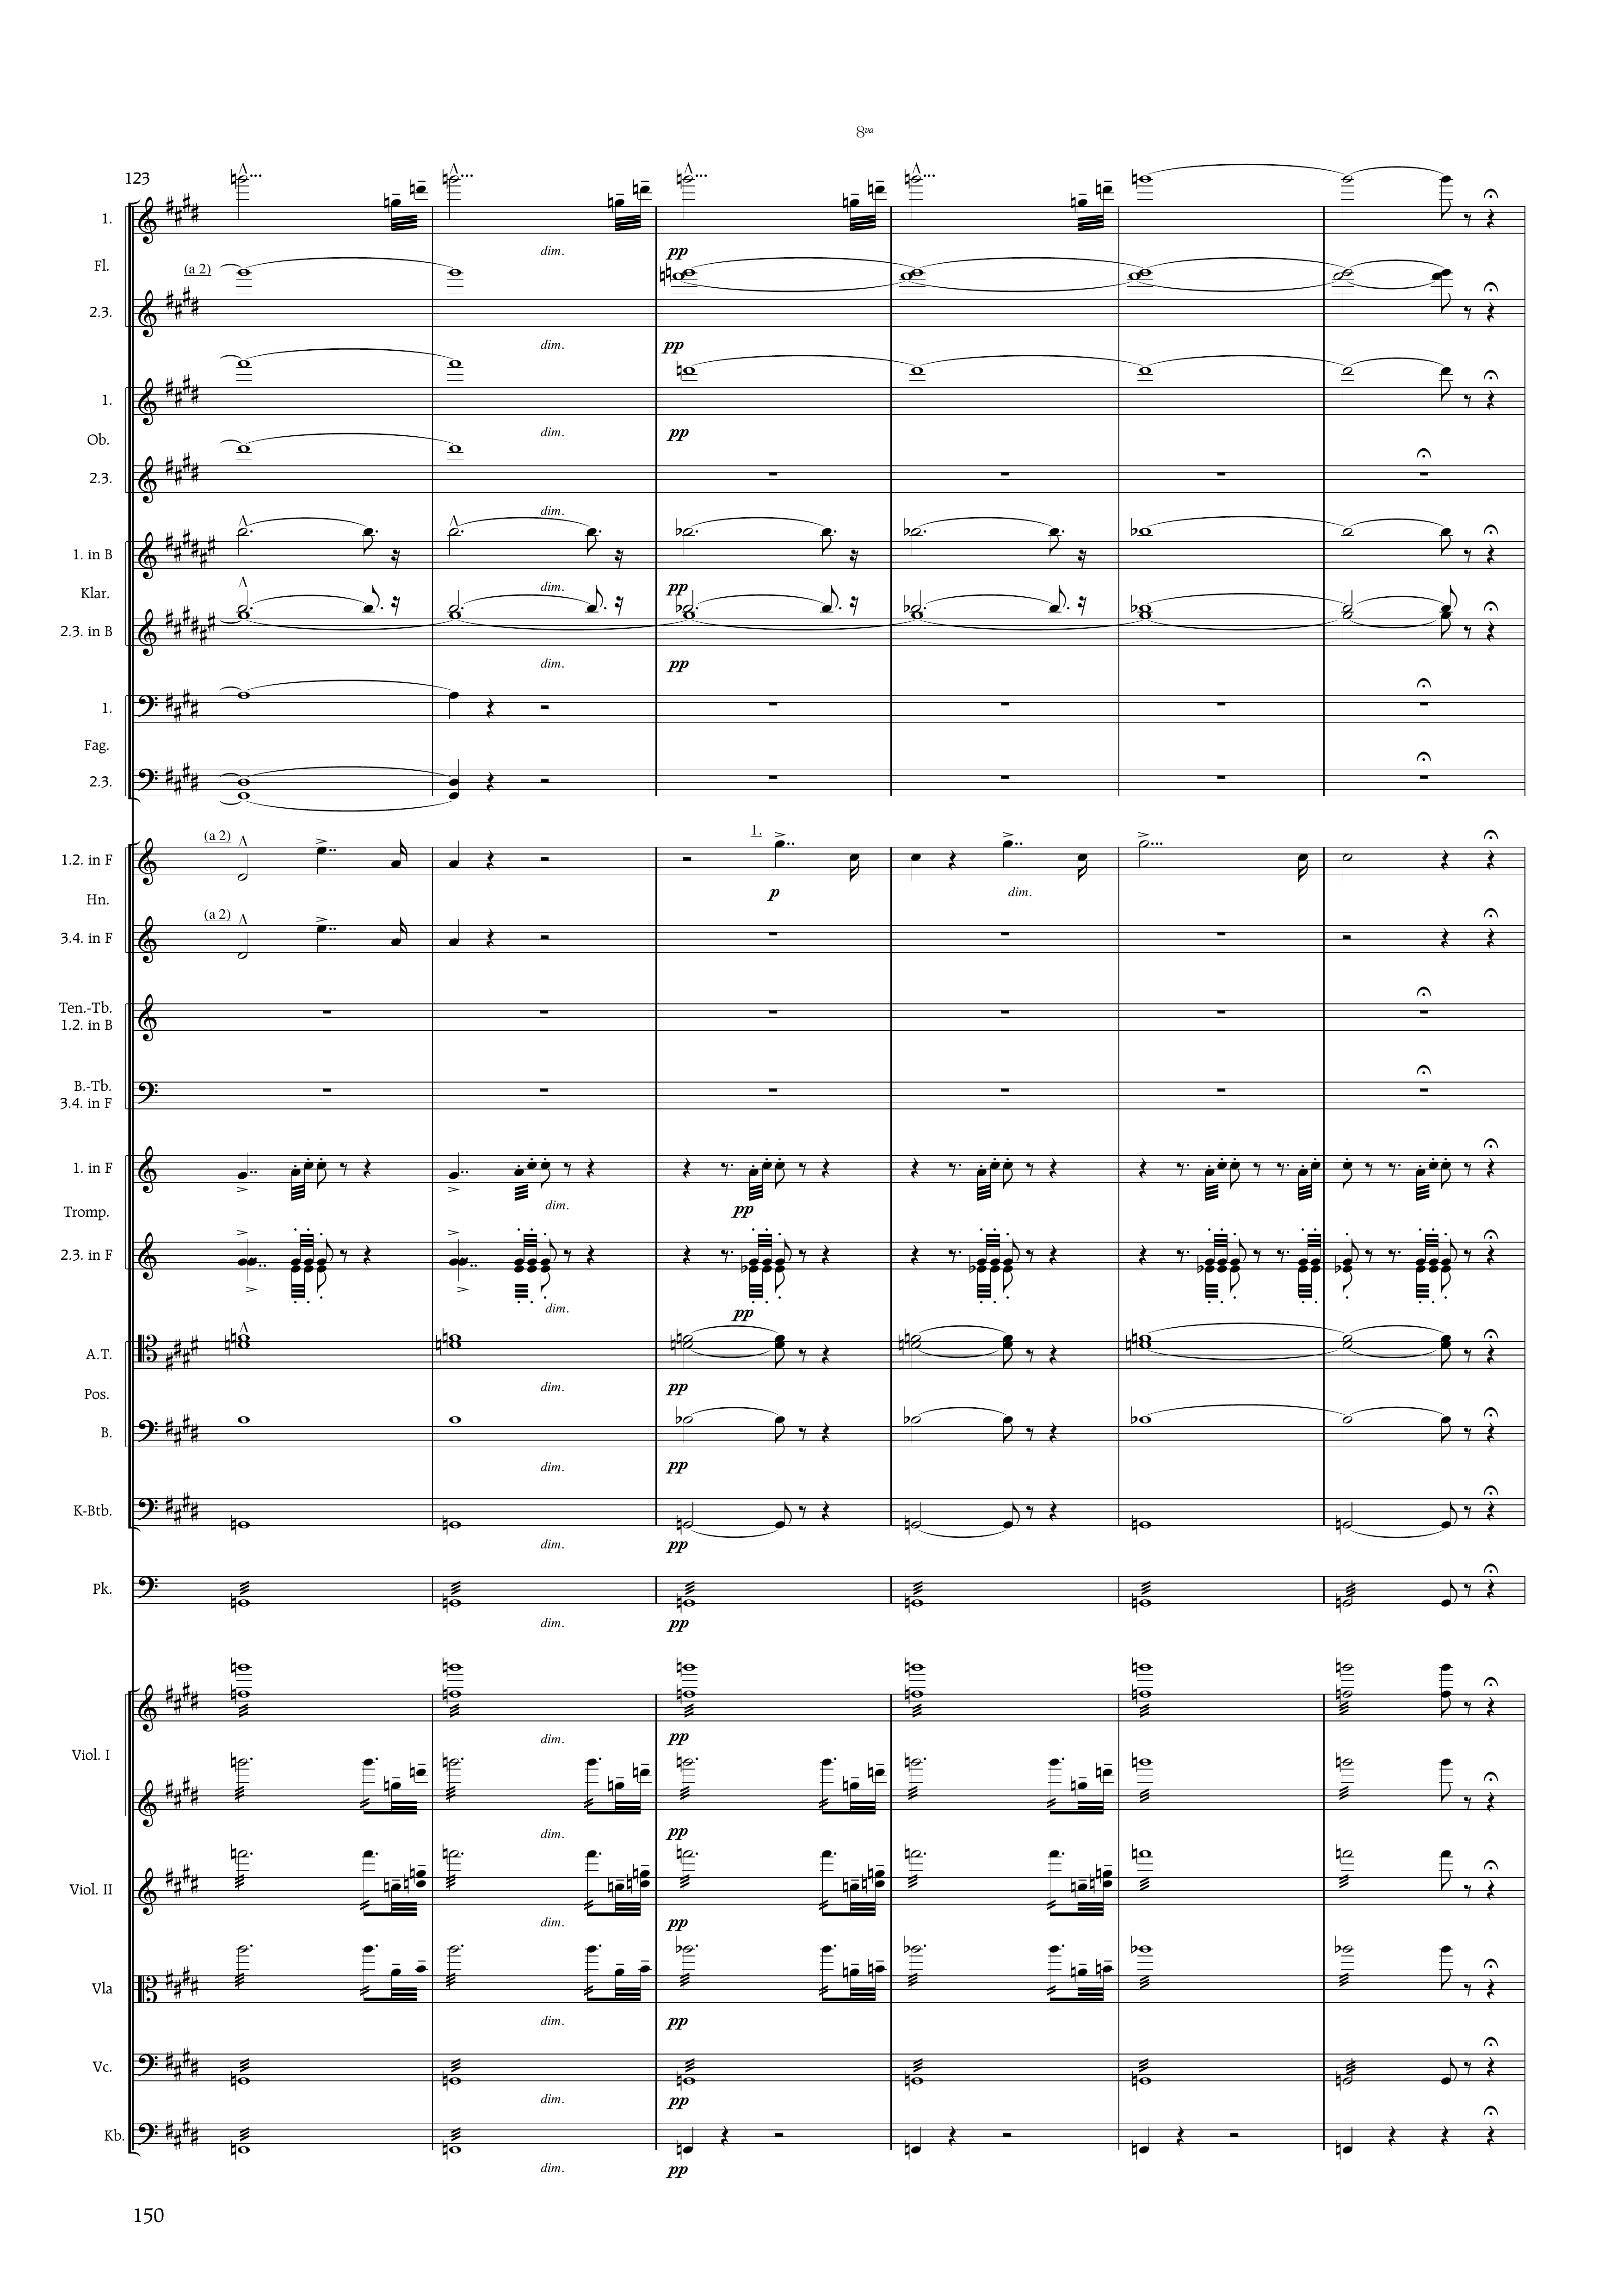 8va
123
1.
dim.
pp
Fl.
(a 2)
2.3.
dim.
pp
1.
dim.
pp
Ob.
2.3.
dim.
1. in B
dim.
pp
Klar.
2.3. in B
dim.
pp
1.
Fag.
2.3.
(a 2)
1.
1.2. in F
p
dim.
Hn.
(a 2)
3.4. in F
Ten.-Tb.
1.2. in B
B.-Tb.
3.4. in F
1. in F
dim.
pp
Tromp.
2.3. in F
dim.
pp
A.T.
dim.
pp
Pos.
B.
dim.
pp
K-Btb.
dim.
pp
Pk.
dim.
pp
dim.
pp
Viol. I
dim.
pp
Viol. II
dim.
pp
Vla
dim.
pp
Vc.
dim.
pp
Kb.
dim.
pp
150